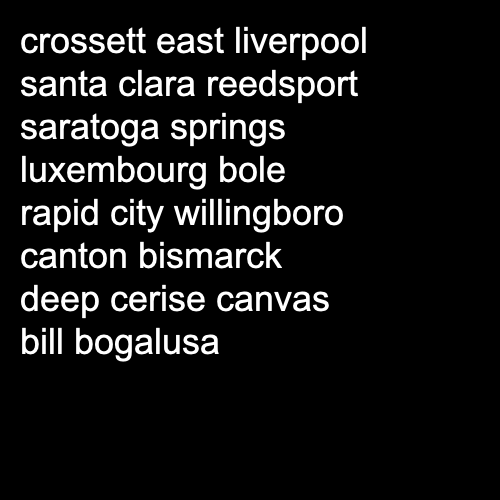 crossett east liverpool
santa clara reedsport
saratoga springs
luxembourg bole
rapid city willingboro
canton bismarck
deep cerise canvas
bill bogalusa